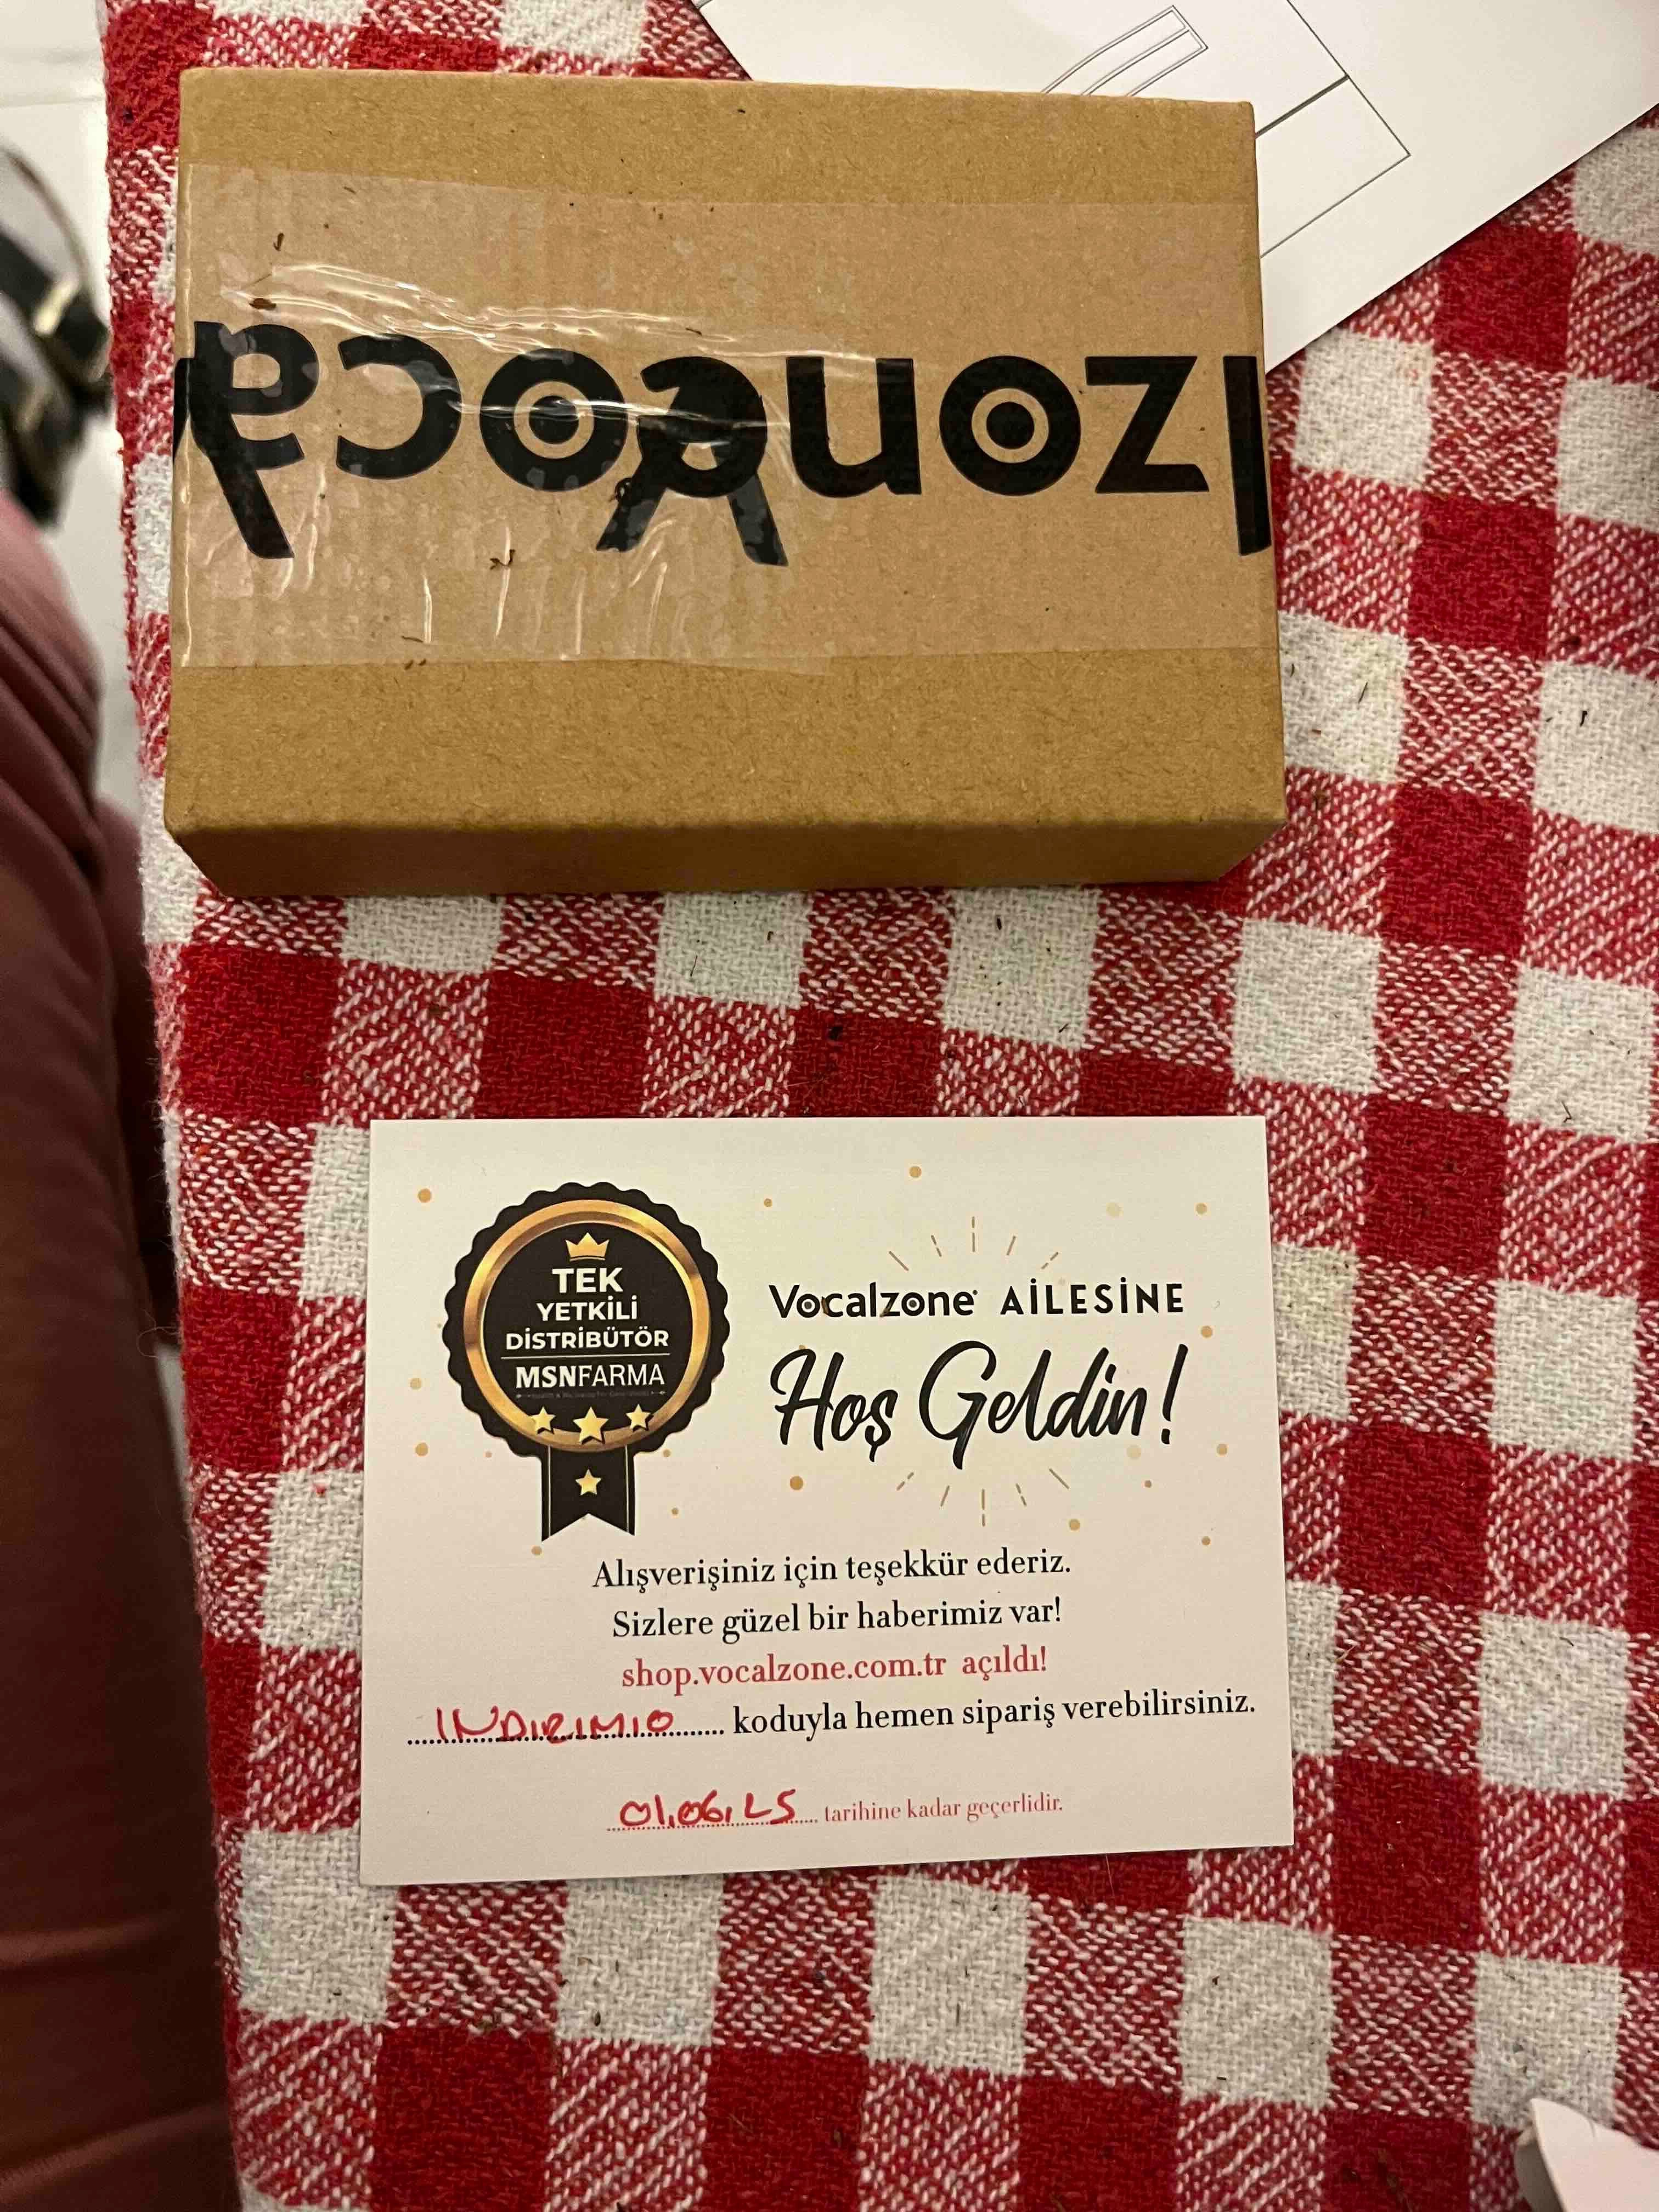 Vocalzone
TEK
YETKİLİ
DİSTRİBÜTÖR
MSNFARMA
Vocalzone AİLESİNE
Hoş Geldin!
Alışverişiniz için teşekkür ederiz.
Sizlere güzel bir haberimiz var!
shop.vocalzone.com.tr açıldı!
INDIRIM10 koduyla hemen sipariş verebilirsiniz.
01.06.25 tarihine kadar geçerlidir.